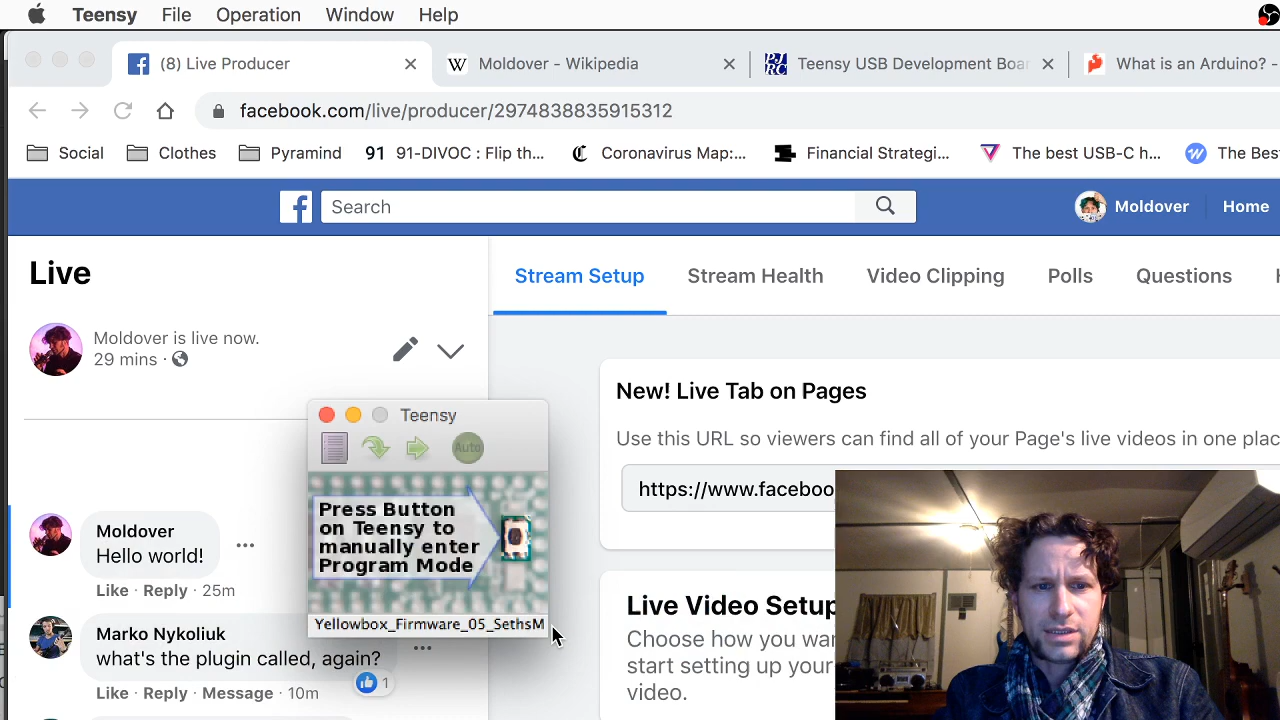 Teensy File Operation Window Help
(8) Live Producer Moldover - Wikipedia PJRC Teensy USB Development Boar What is an Arduino? -
facebook.com/live/producer/2974838835915312
Social Clothes Pyramind 91 91-DIVOC : Flip th... Coronavirus Map:... Financial Strategi... The best USB-C h... The Bes
Search Moldover Home
Live
Stream Setup Stream Health Video Clipping Polls Questions
Moldover is live now.
29 mins ·
New! Live Tab on Pages
Use this URL so viewers can find all of your Page's live videos in one plac
https://www.faceboo
Teensy
Auto
Press Button
on Teensy to
manually enter
Program Mode
Yellowbox_Firmware_05_SethsM
Moldover
Hello world!
Like · Reply · 25m
Marko Nykoliuk
what's the plugin called, again?
1
Like · Reply · Message · 10m
Live Video Setup
Choose how you wa
start setting up your
video.